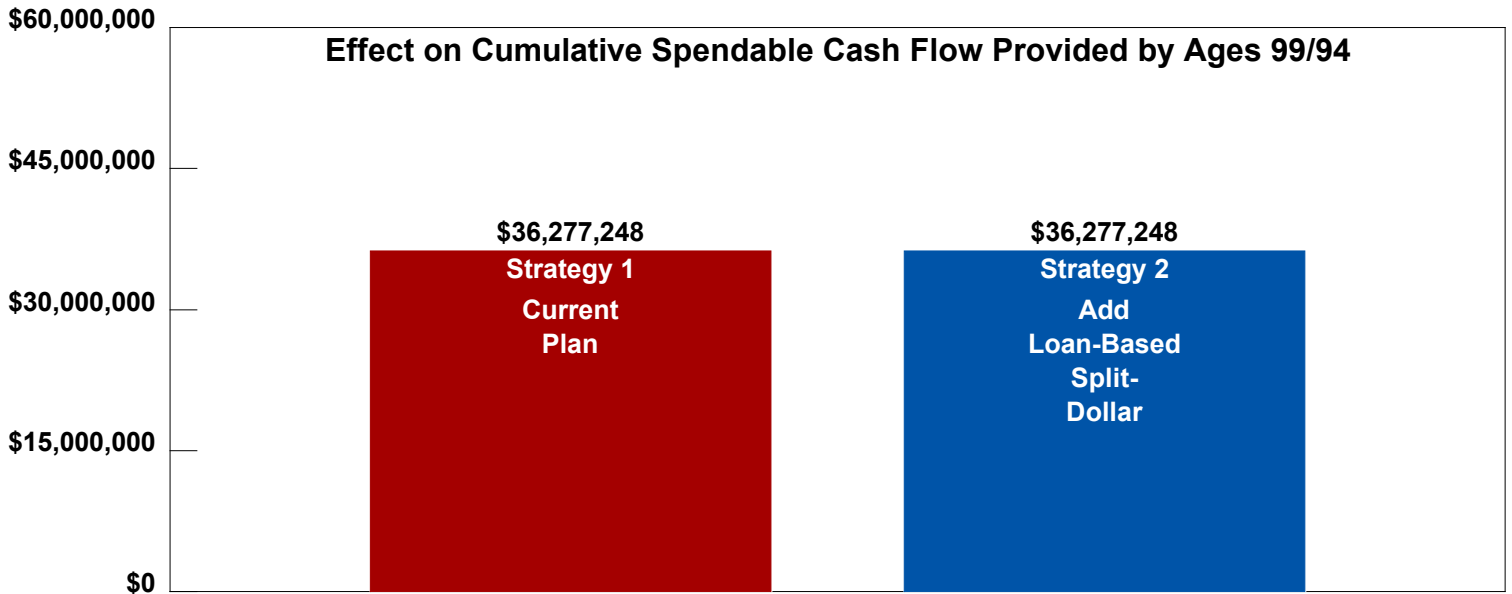 Effect on Cumulative Spendable Cash Flow Provided by Ages 99/94
$60,000,000
$45,000,000
$30,000,000
$15,000,000
$0
$36,277,248
Strategy 1
Current
Plan
$36,277,248
Strategy 2
Add
Loan-Based
Split-
Dollar